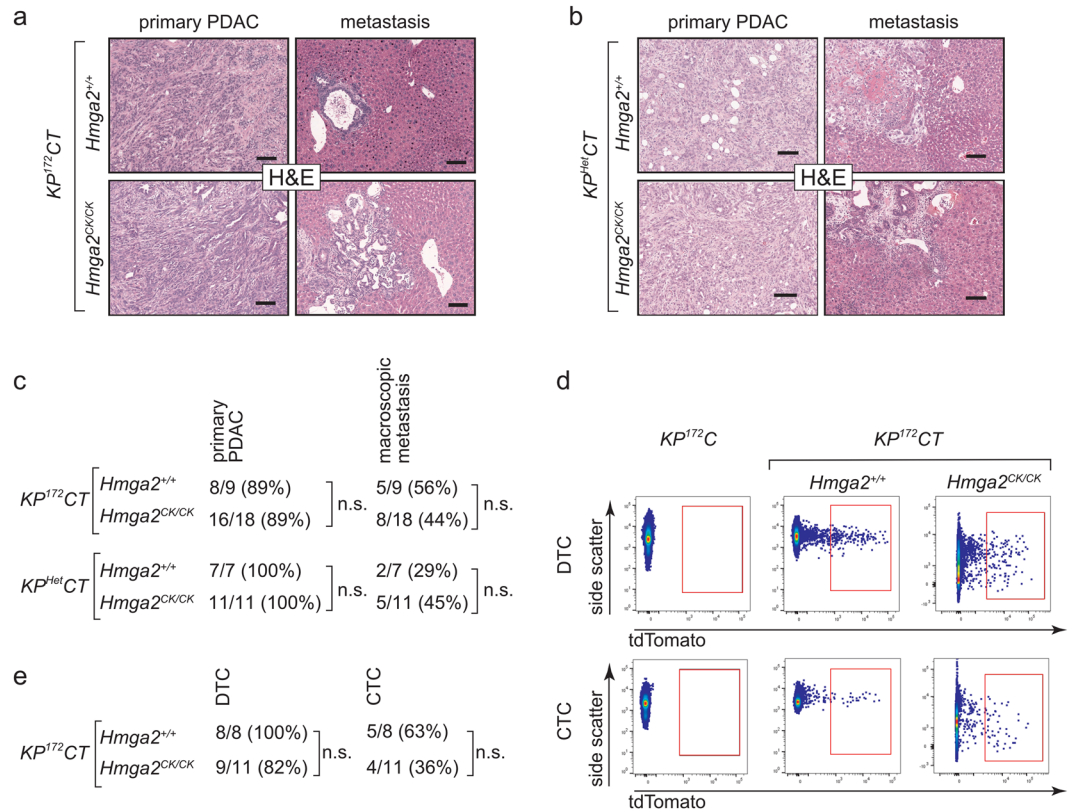 a
primary PDAC metastasis
KP172CT
Hmga2+/+
Hmga2CK/CK
H&E
b
primary PDAC metastasis
KPHetCT
Hmga2+/+
Hmga2CK/CK
H&E
c
primary PDAC
macroscopic metastasis
KP172CT
Hmga2+/+ 8/9 (89%) n.s. 5/9 (56%) n.s.
Hmga2CK/CK 16/18 (89%) 8/18 (44%)
KPHetCT
Hmga2+/+ 7/7 (100%) n.s. 2/7 (29%) n.s.
Hmga2CK/CK 11/11 (100%) 5/11 (45%)
d
KP172C KP172CT
Hmga2+/+ Hmga2CK/CK
DTC
side scatter
tdTomato
CTC
side scatter
tdTomato
e
DTC CTC
KP172CT
Hmga2+/+ 8/8 (100%) n.s. 5/8 (63%) n.s.
Hmga2CK/CK 9/11 (82%) 4/11 (36%)